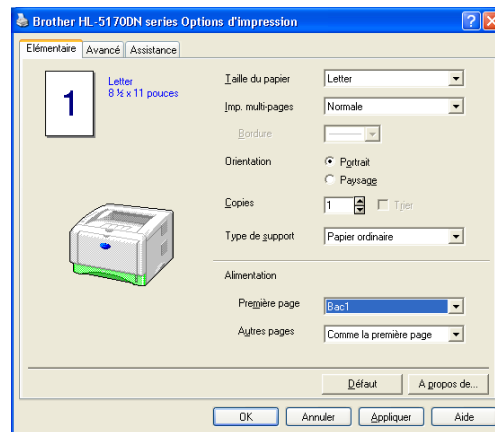 Brother HL-5170DN series Options d'impression
Elémentaire Avancé Assistance
1
Letter
8 ½ x 11 pouces
Taille du papier Letter
Imp. multi-pages Normale
Bordure
Orientation Portrait
Paysage
Copies 1 Trier
Type de support Papier ordinaire
Alimentation
Première page Bac1
Autres pages Comme la première page
Défaut A propos de...
OK Annuler Appliquer Aide